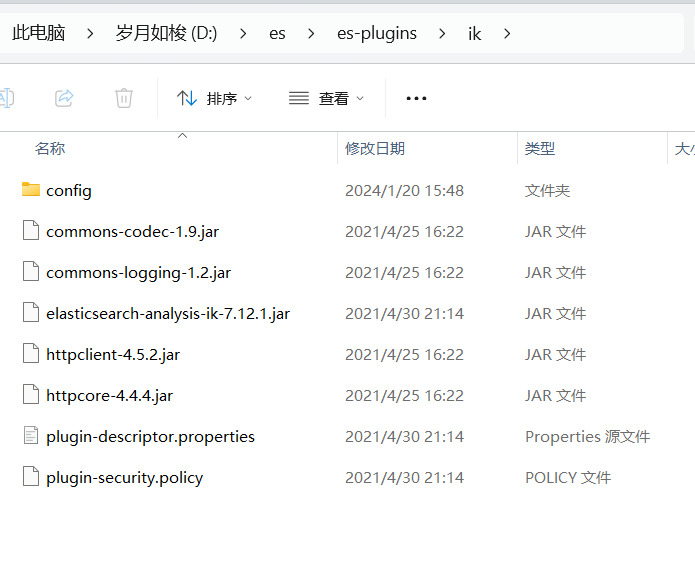 此电脑 > 岁月如梭 (D:) > es > es-plugins > ik >
排序 查看 •••
名称 修改日期 类型 大小
config 2024/1/20 15:48 文件夹
commons-codec-1.9.jar 2021/4/25 16:22 JAR 文件
commons-logging-1.2.jar 2021/4/25 16:22 JAR 文件
elasticsearch-analysis-ik-7.12.1.jar 2021/4/30 21:14 JAR 文件
httpclient-4.5.2.jar 2021/4/25 16:22 JAR 文件
httpcore-4.4.4.jar 2021/4/25 16:22 JAR 文件
plugin-descriptor.properties 2021/4/30 21:14 Properties 源文件
plugin-security.policy 2021/4/30 21:14 POLICY 文件